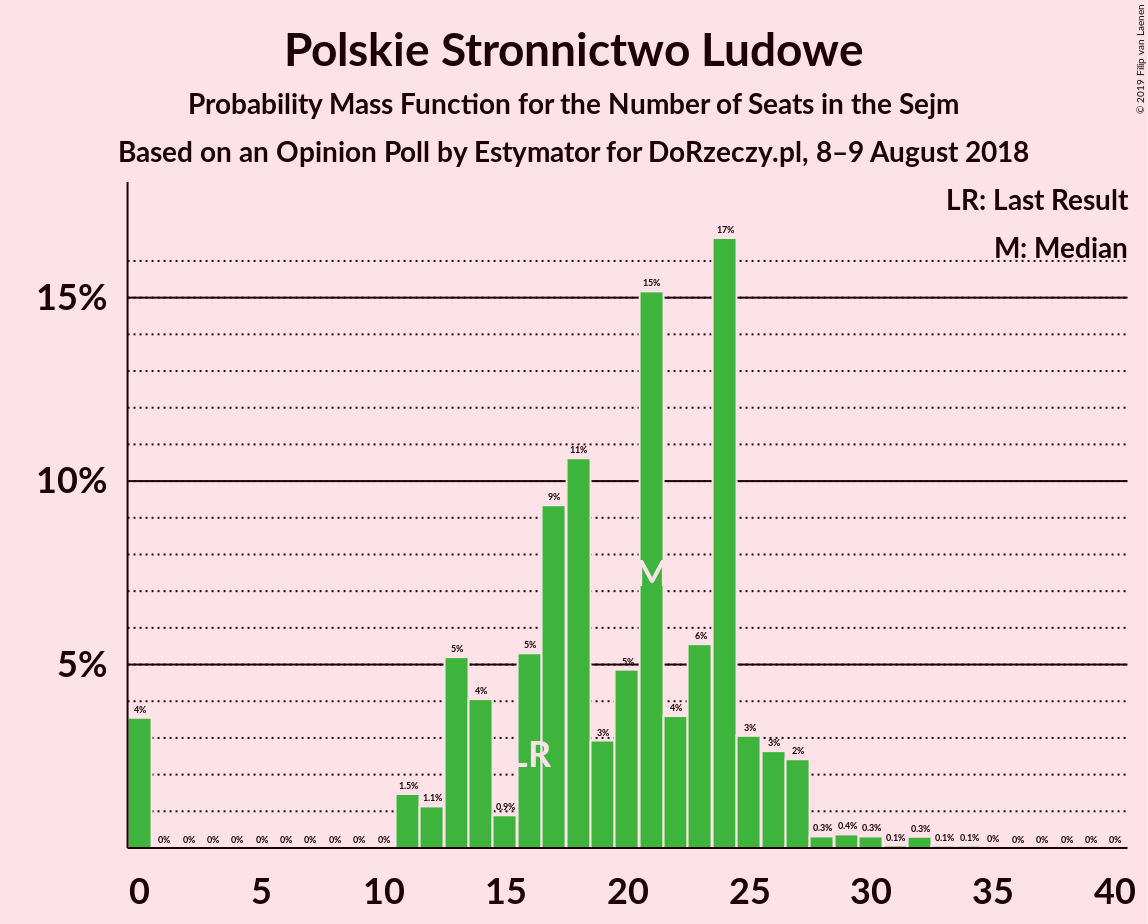 Polskie Stronnictwo Ludowe
Probability Mass Function for the Number of Seats in the Sejm
Based on an Opinion Poll by Estymator for DoRzeczy.pl, 8–9 August 2018
© 2019 Filip van Laenen
LR: Last Result
M: Median
15%
10%
5%
4% 0% 0% 0% 0% 0% 0% 0% 0% 0% 0% 1.5% 1.1% 5% 4% 0.9% 5% 9% 11% 3% 5% 15% 4% 6% 17% 3% 3% 2% 0.3% 0.4% 0.3% 0.1% 0.3% 0.1% 0.1% 0% 0% 0% 0% 0% 0%
M
LR
0 5 10 15 20 25 30 35 40